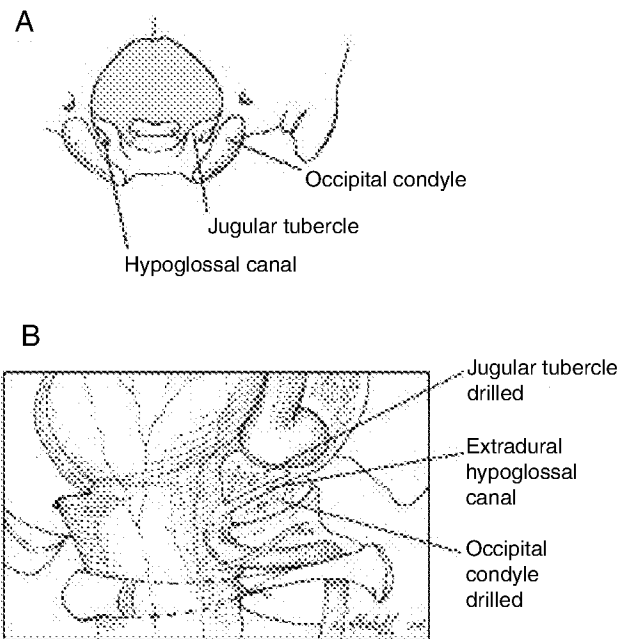 A
Occipital condyle
Jugular tubercle
Hypoglossal canal
B
Jugular tubercle
drilled
Extradural
hypoglossal
canal
Occipital
condyle
drilled